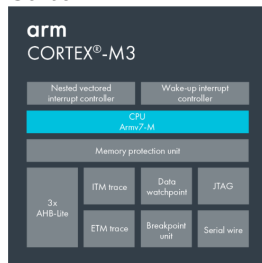 arm
CORTEX®-M3
Nested vectored
interrupt controller
Wake-up interrupt
controller
CPU
Armv7-M
Memory protection unit
3x
AHB-Lite
ITM trace
Data
watchpoint
JTAG
ETM trace
Breakpoint
unit
Serial wire